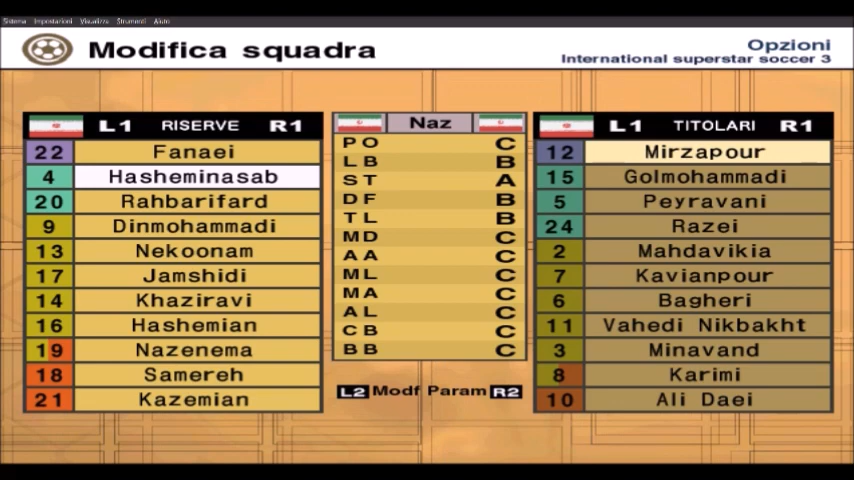 Sistema Impostazioni Visualizza Strumenti Aiuto
Modifica squadra
Opzioni
International superstar soccer 3
L1 RISERVE R1
22 Fanaei
4 Hasheminasab
20 Rahbarifard
9 Dinmohammadi
13 Nekoonam
17 Jamshidi
14 Khaziravi
16 Hashemian
19 Nazenema
18 Samereh
21 Kazemian
Naz
PO C
LB B
ST A
DF B
TL B
MD C
AA C
ML C
MA C
AL C
CB C
BB C
L2 Modf Param R2
L1 TITOLARI R1
12 Mirzapour
15 Golmohammadi
5 Peyravani
24 Razei
2 Mahdavikia
7 Kavianpour
6 Bagheri
11 Vahedi Nikbakht
3 Minavand
8 Karimi
10 Ali Daei